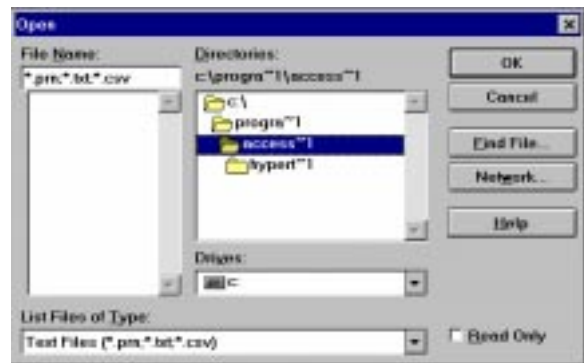 Open
File Name:
*.prn;*.txt;*.csv
Directories:
c:\progra~1\access~1
c:\
progra~1
access~1
hypert~1
Drives:
c:
List Files of Type:
Text Files (*.prn;*.txt;*.csv)
OK
Cancel
Find File...
Network...
Help
Read Only